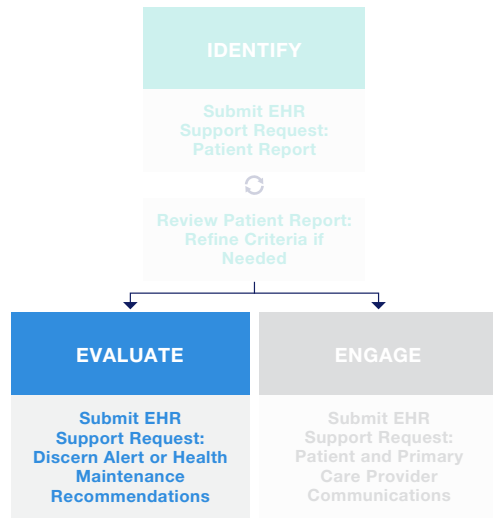 IDENTIFY
Submit EHR
Support Request:
Patient Report
Review Patient Report:
Refine Criteria if
Needed
EVALUATE
Submit EHR
Support Request:
Discern Alert or Health
Maintenance
Recommendations
ENGAGE
Submit EHR
Support Request:
Patient and Primary
Care Provider
Communications